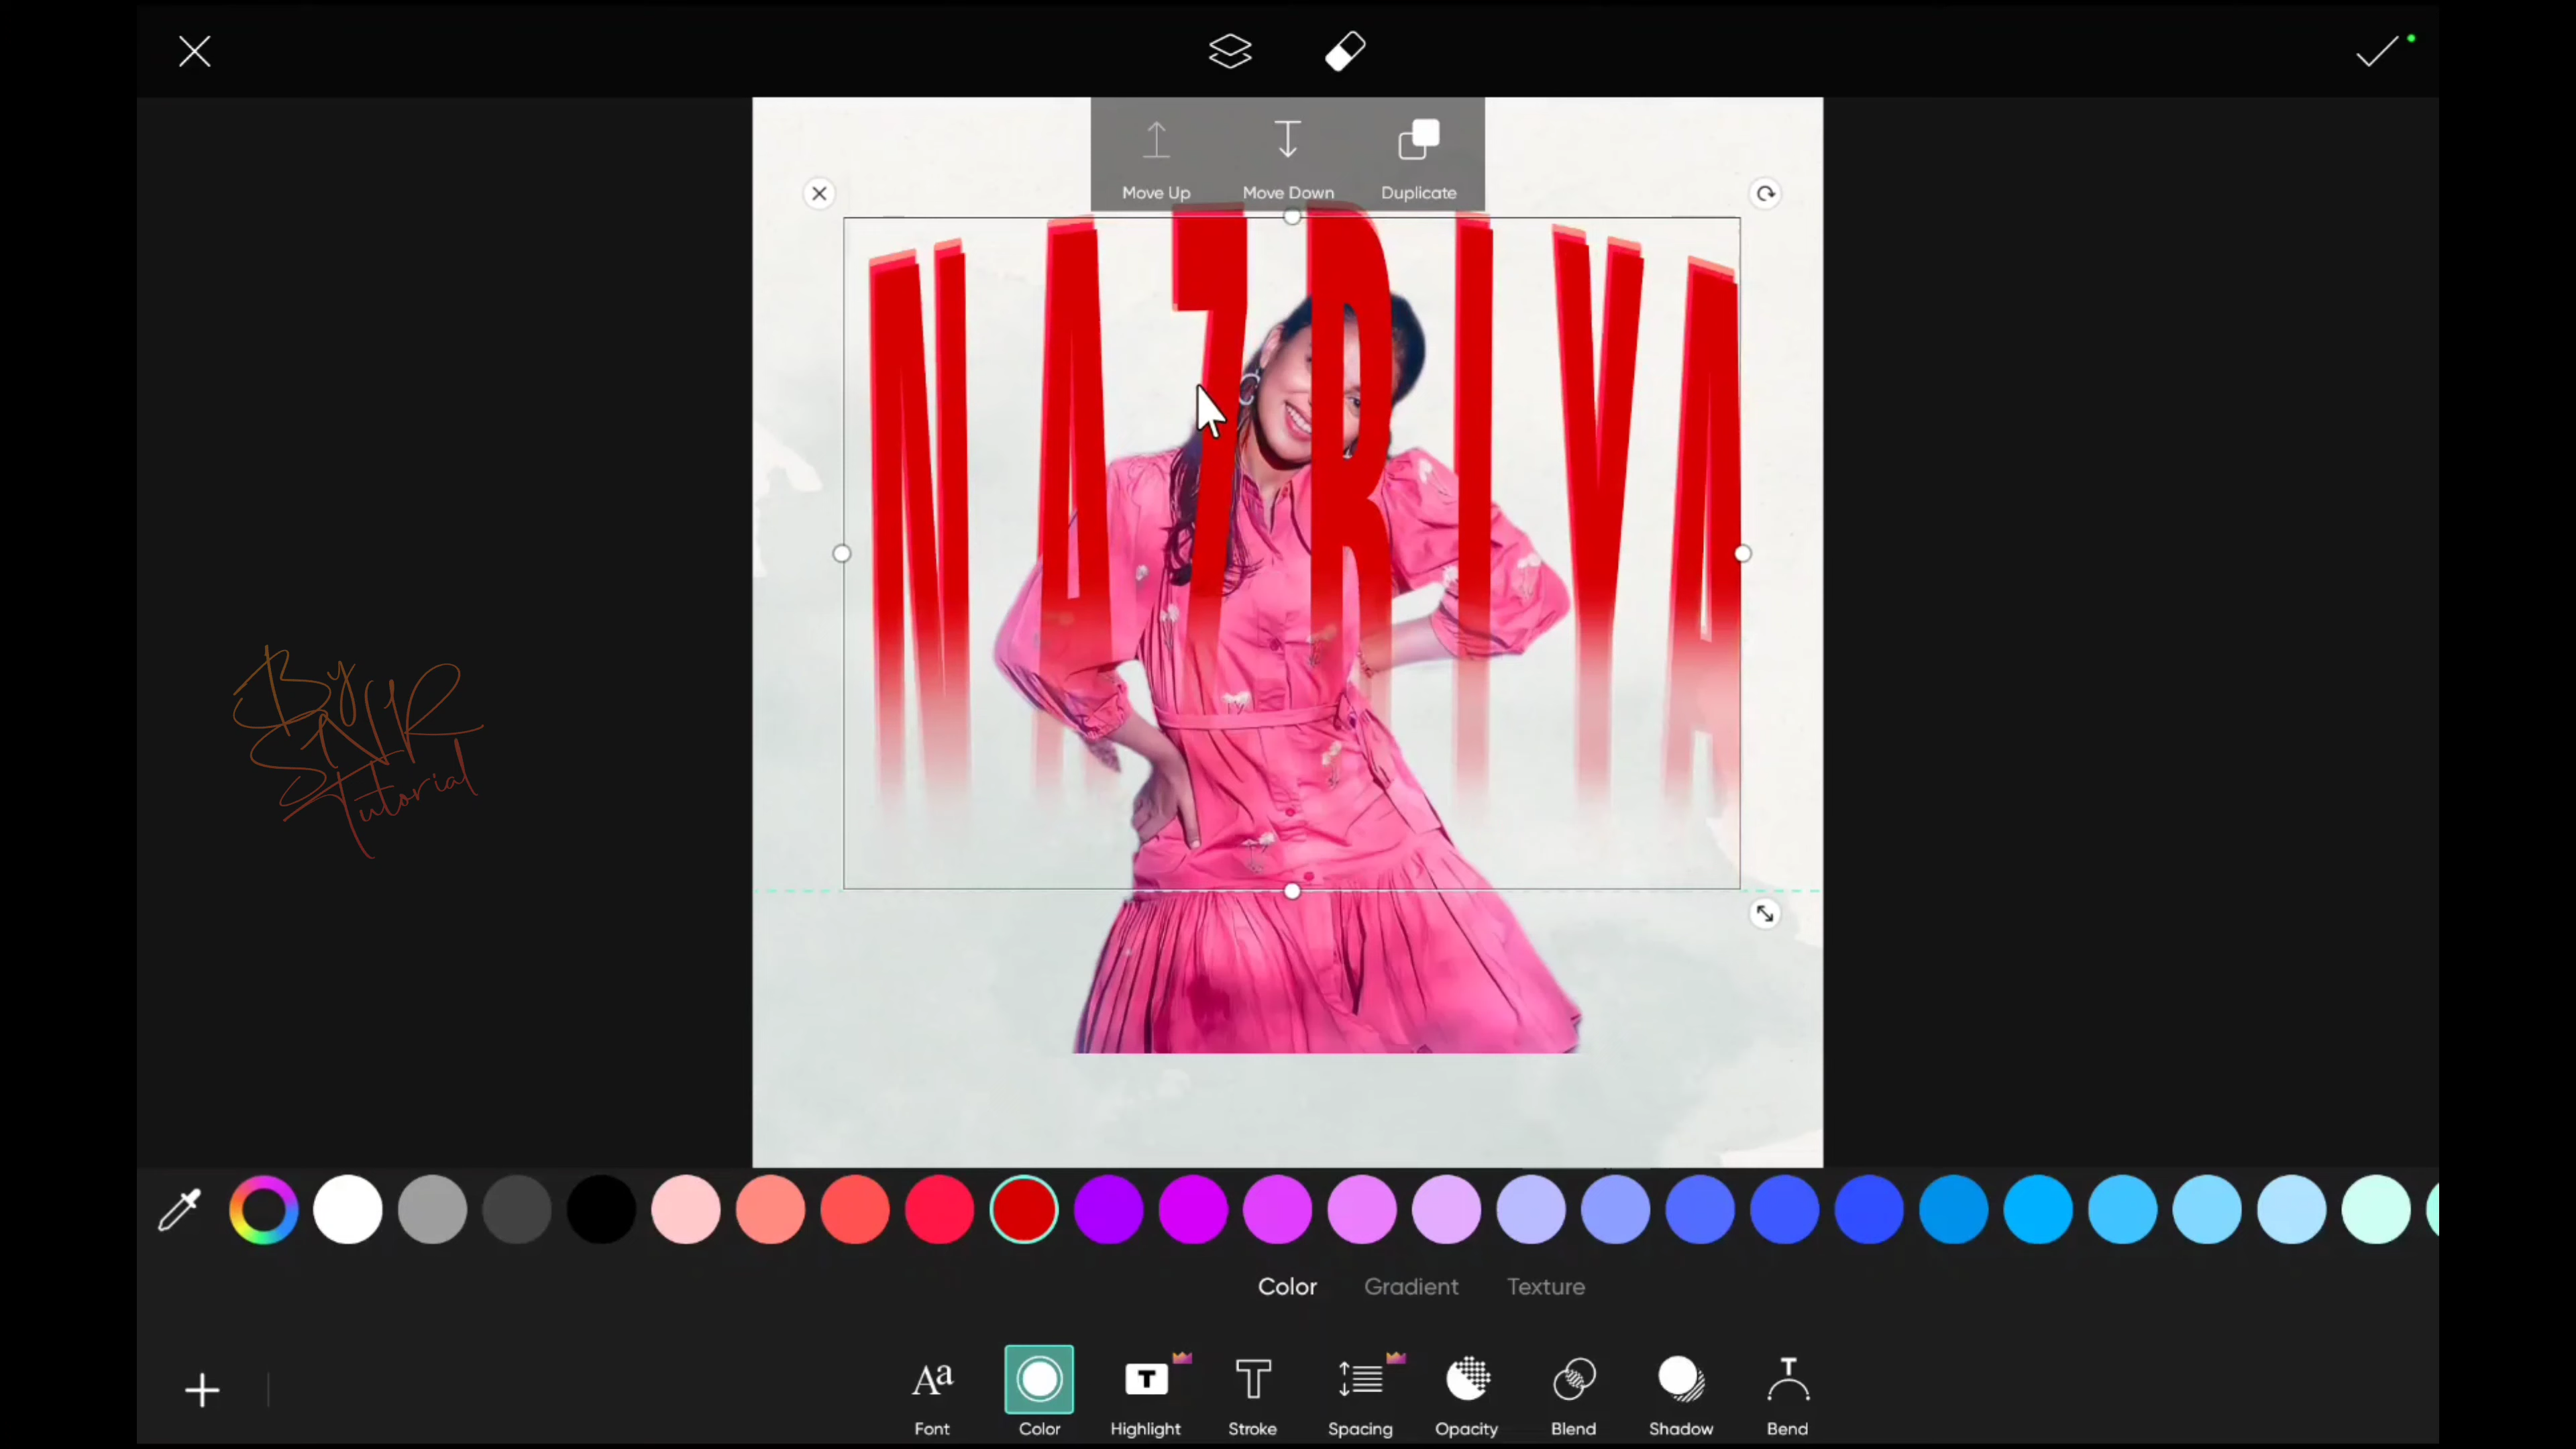 Move Up Move Down Duplicate
NAZRIYA
By
SNR
Tutorial
Color Gradient Texture
Aa T T T
Font Color Highlight Stroke Spacing Opacity Blend Shadow Bend